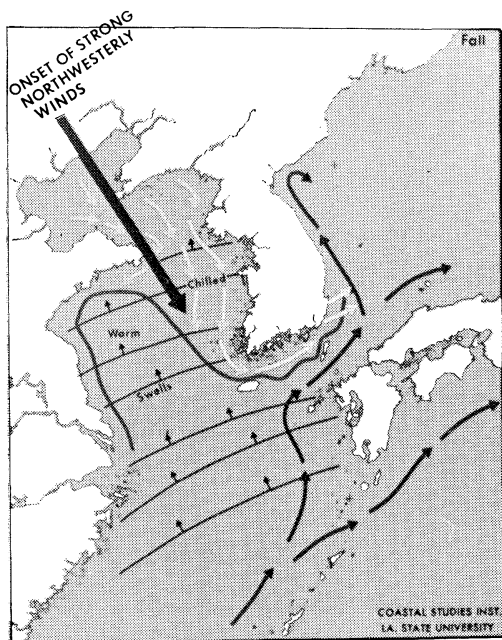 Fall
ONSET OF STRONG
NORTHWESTERLY
WINDS
Chilled
Warm
Swells
COASTAL STUDIES INST.
LA. STATE UNIVERSITY